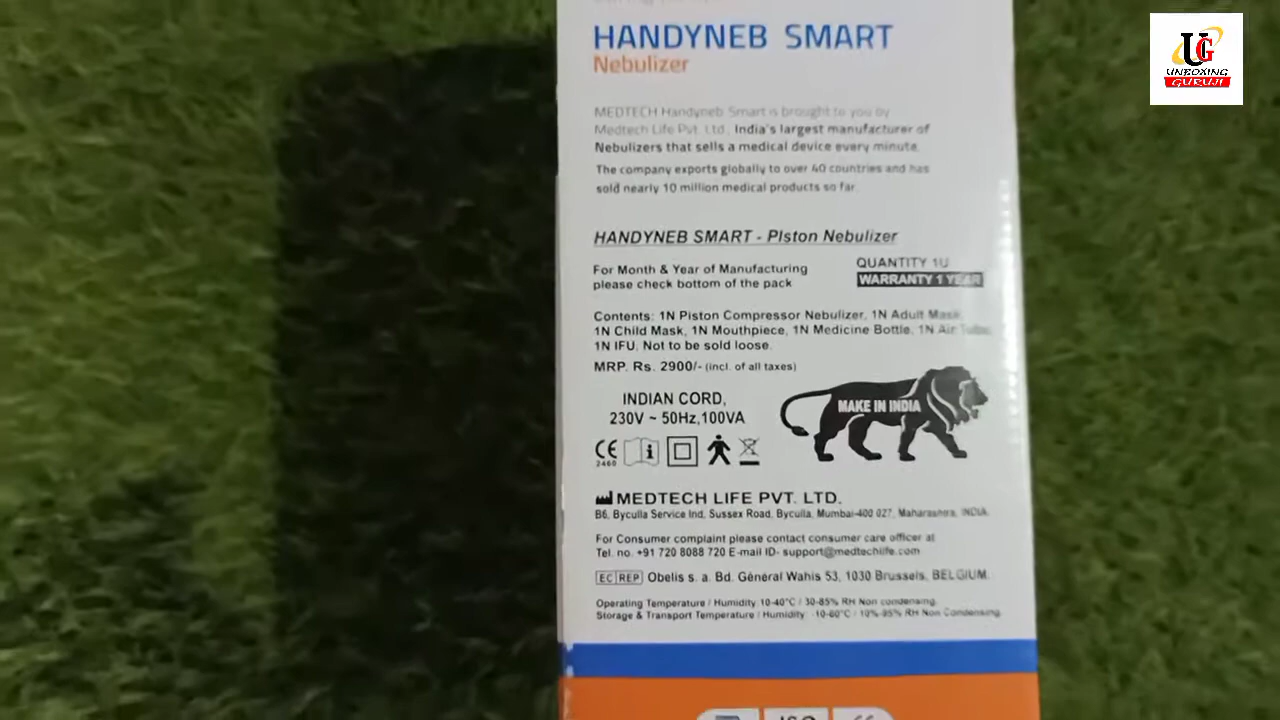 HANDYNEB SMART
Nebulizer
UG
UNBOXING
GURUJI
MEDTECH Handyneb Smart is brought to you by
Medtech Life Pvt. Ltd., India's largest manufacturer of
Nebulizers that sells a medical device every minute.
The company exports globally to over 40 countries and has
sold nearly 10 million medical products so far.
HANDYNEB SMART - PIston Nebulizer
For Month & Year of Manufacturing
please check bottom of the pack
QUANTITY 1U
WARRANTY 1 YEAR
Contents: 1N Piston Compressor Nebulizer, 1N Adult Mask,
1N Child Mask, 1N Mouthpiece, 1N Medicine Bottle, 1N Air Tube,
1N IFU. Not to be sold loose.
MRP. Rs. 2900/- (incl. of all taxes)
INDIAN CORD,
230V ~ 50Hz,100VA
MAKE IN INDIA
CE
2460
MEDTECH LIFE PVT. LTD.
B6, Byculla Service Ind, Sussex Road, Byculla, Mumbai-400 027, Maharashtra, INDIA.
For Consumer complaint please contact consumer care officer at
Tel. no. +91 720 8088 720 E-mail ID- support@medtechlife.com
EC REP Obelis s. a. Bd. Général Wahis 53, 1030 Brussels, BELGIUM.
Operating Temperature / Humidity 10-40°C / 30-85% RH Non condensing.
Storage & Transport Temperature / Humidity -10-60°C / 10%-95% RH Non Condensing.
ISO